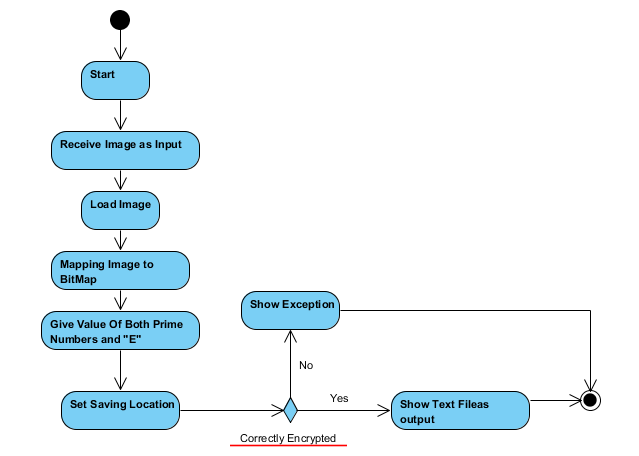 Start
Receive Image as Input
Load Image
Mapping Image to
BitMap
Give Value Of Both Prime
Numbers and "E"
Show Exception
No
Set Saving Location
Yes
Show Text Fileas
output
Correctly Encrypted